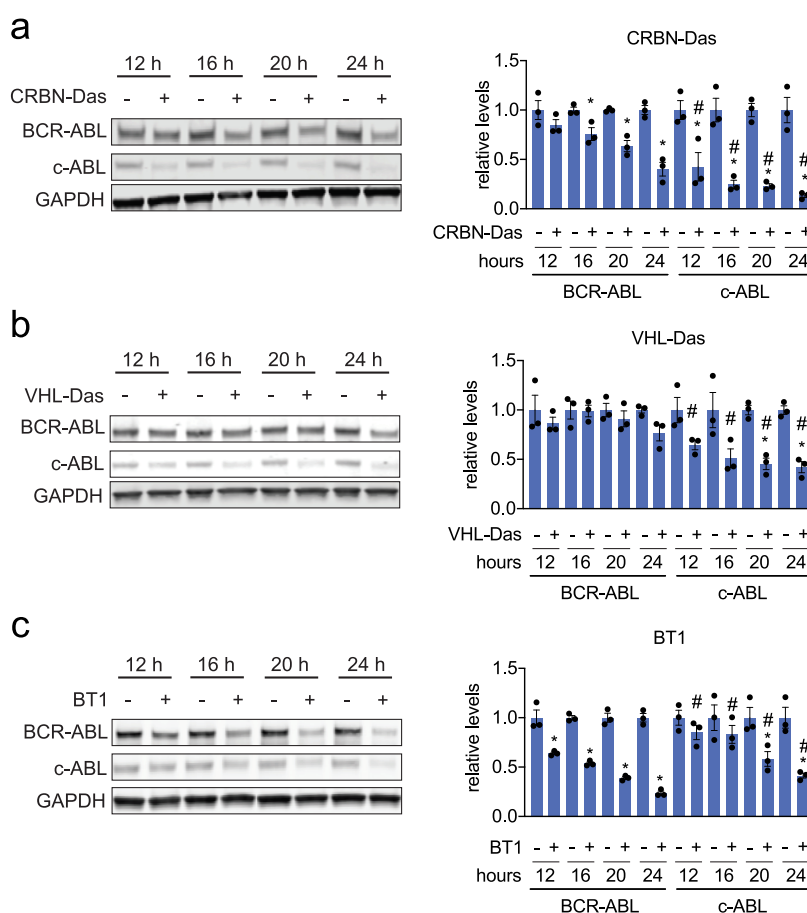 a
12 h 16 h 20 h 24 h
CRBN-Das - + - + - + - +
BCR-ABL
c-ABL
GAPDH
CRBN-Das
1.5
1.0
0.5
0.0
relative levels
* * * # * # * # * # *
- + - + - + - + - + - + - + - +
CRBN-Das
hours 12 16 20 24 12 16 20 24
BCR-ABL c-ABL
b
12 h 16 h 20 h 24 h
VHL-Das - + - + - + - +
BCR-ABL
c-ABL
GAPDH
VHL-Das
1.5
1.0
0.5
0.0
relative levels
# # # * # *
VHL-Das - + - + - + - + - + - + - + - +
hours 12 16 20 24 12 16 20 24
BCR-ABL c-ABL
c
12 h 16 h 20 h 24 h
BT1 - + - + - + - +
BCR-ABL
c-ABL
GAPDH
BT1
1.5
1.0
0.5
0.0
relative levels
* * * * # # # * # *
BT1 - + - + - + - + - + - + - + - +
hours 12 16 20 24 12 16 20 24
BCR-ABL c-ABL